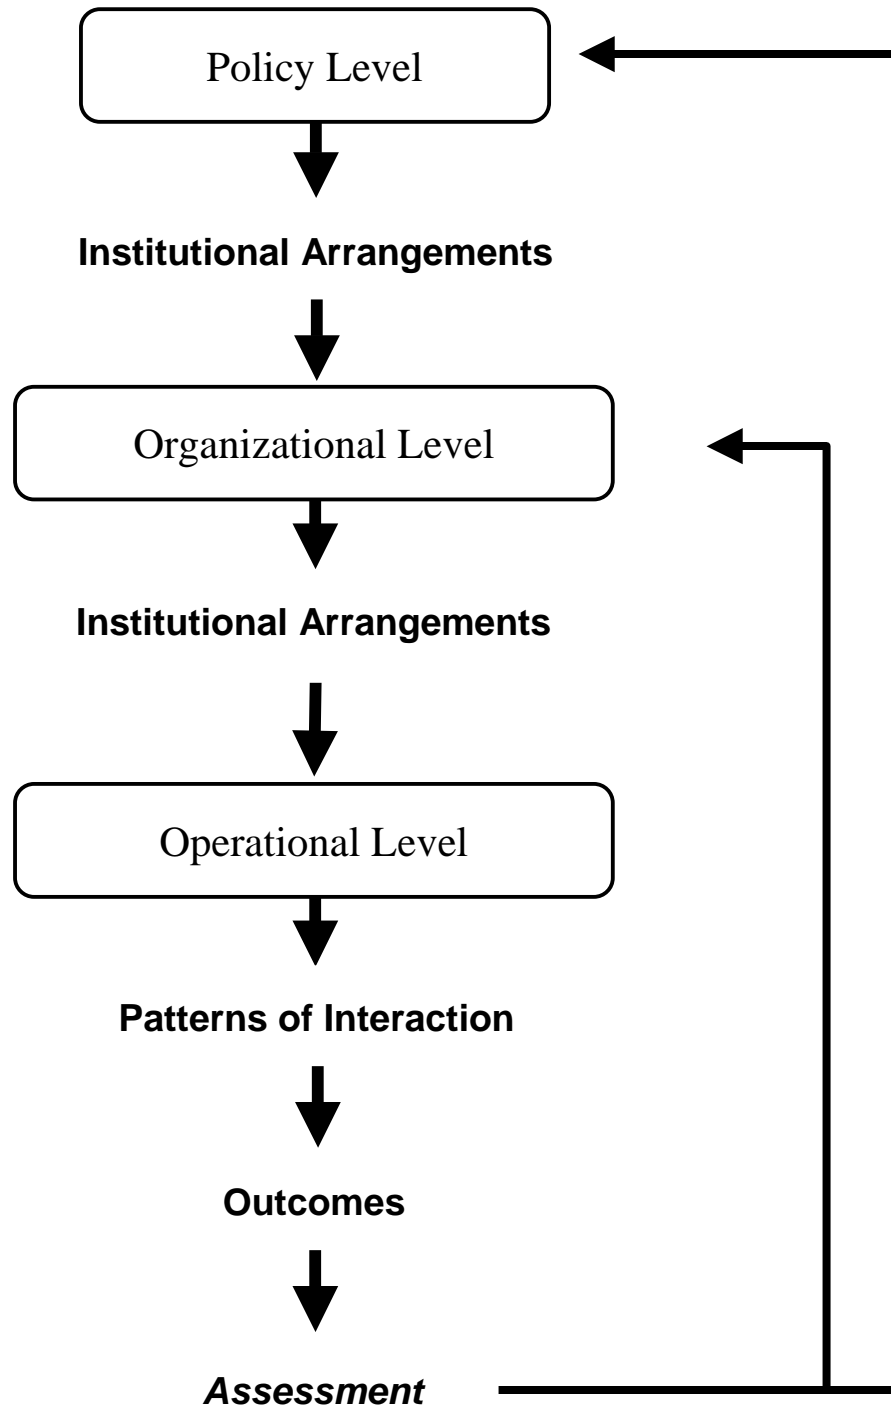 Policy Level
Institutional Arrangements
Organizational Level
Institutional Arrangements
Operational Level
Patterns of Interaction
Outcomes
Assessment